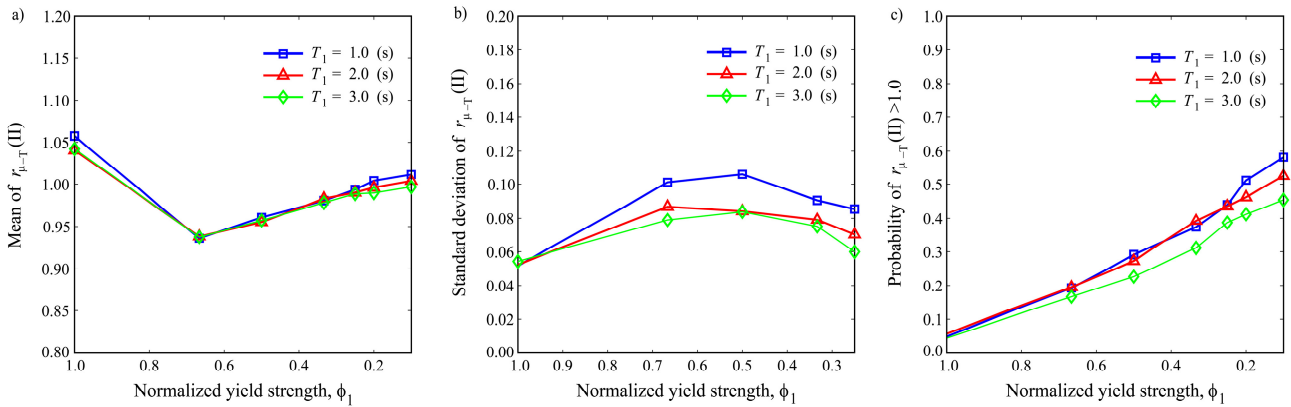 a)
1.20
1.15
1.10
1.05
1.00
0.95
0.90
0.85
0.80
1.0
0.8
0.6
0.4
0.2
Mean of rμ−T(II)
Normalized yield strength, ϕ1
T1 = 1.0 (s)
T1 = 2.0 (s)
T1 = 3.0 (s)
b)
0.20
0.18
0.16
0.14
0.12
0.10
0.08
0.06
0.04
0.02
0.00
1.0
0.9
0.8
0.7
0.6
0.5
0.4
0.3
Standard deviation of rμ−T(II)
Normalized yield strength, ϕ1
T1 = 1.0 (s)
T1 = 2.0 (s)
T1 = 3.0 (s)
c)
1.0
0.9
0.8
0.7
0.6
0.5
0.4
0.3
0.2
0.1
0.0
1.0
0.8
0.6
0.4
0.2
Probability of rμ−T(II) >1.0
Normalized yield strength, ϕ1
T1 = 1.0 (s)
T1 = 2.0 (s)
T1 = 3.0 (s)